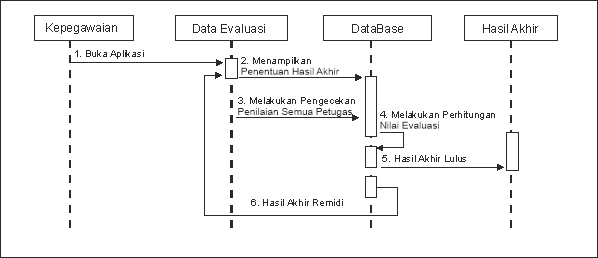 Kepegawaian
Data Evaluasi
DataBase
Hasil Akhir
1. Buka Aplikasi
2. Menampilkan
Penentuan Hasil Akhir
3. Melakukan Pengecekan
Penilaian Semua Petugas
4. Melakukan Perhitungan
Nilai Evaluasi
5. Hasil Akhir Lulus
6. Hasil Akhir Remidi